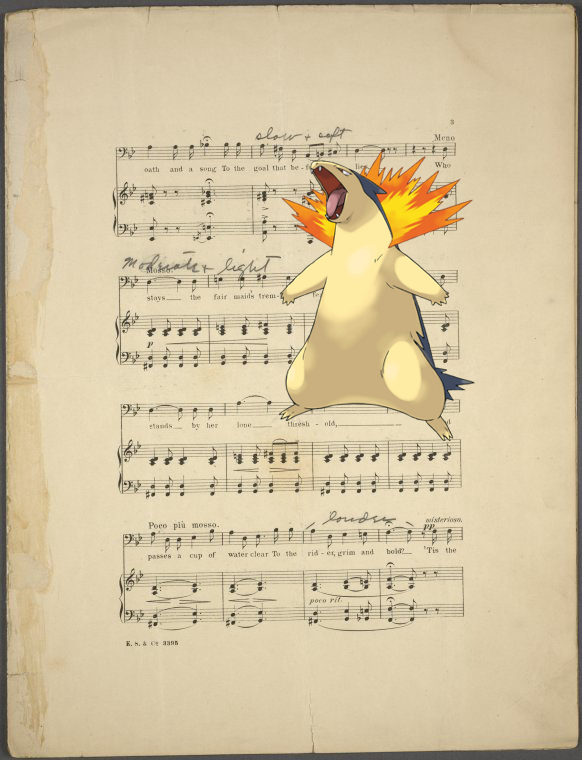 3
slow & soft
Meno
oath and a song To the goal that be- lies. Who
Moderato & light
Mosso.
stays the fair maids trem-
p
stands by her lone thresh - old,
louder
Poco più mosso.
misterioso.
pp
passes a cup of water clear To the rid - er, grim and bold? 'Tis the
poco rit.
E. S. & Co. 3395